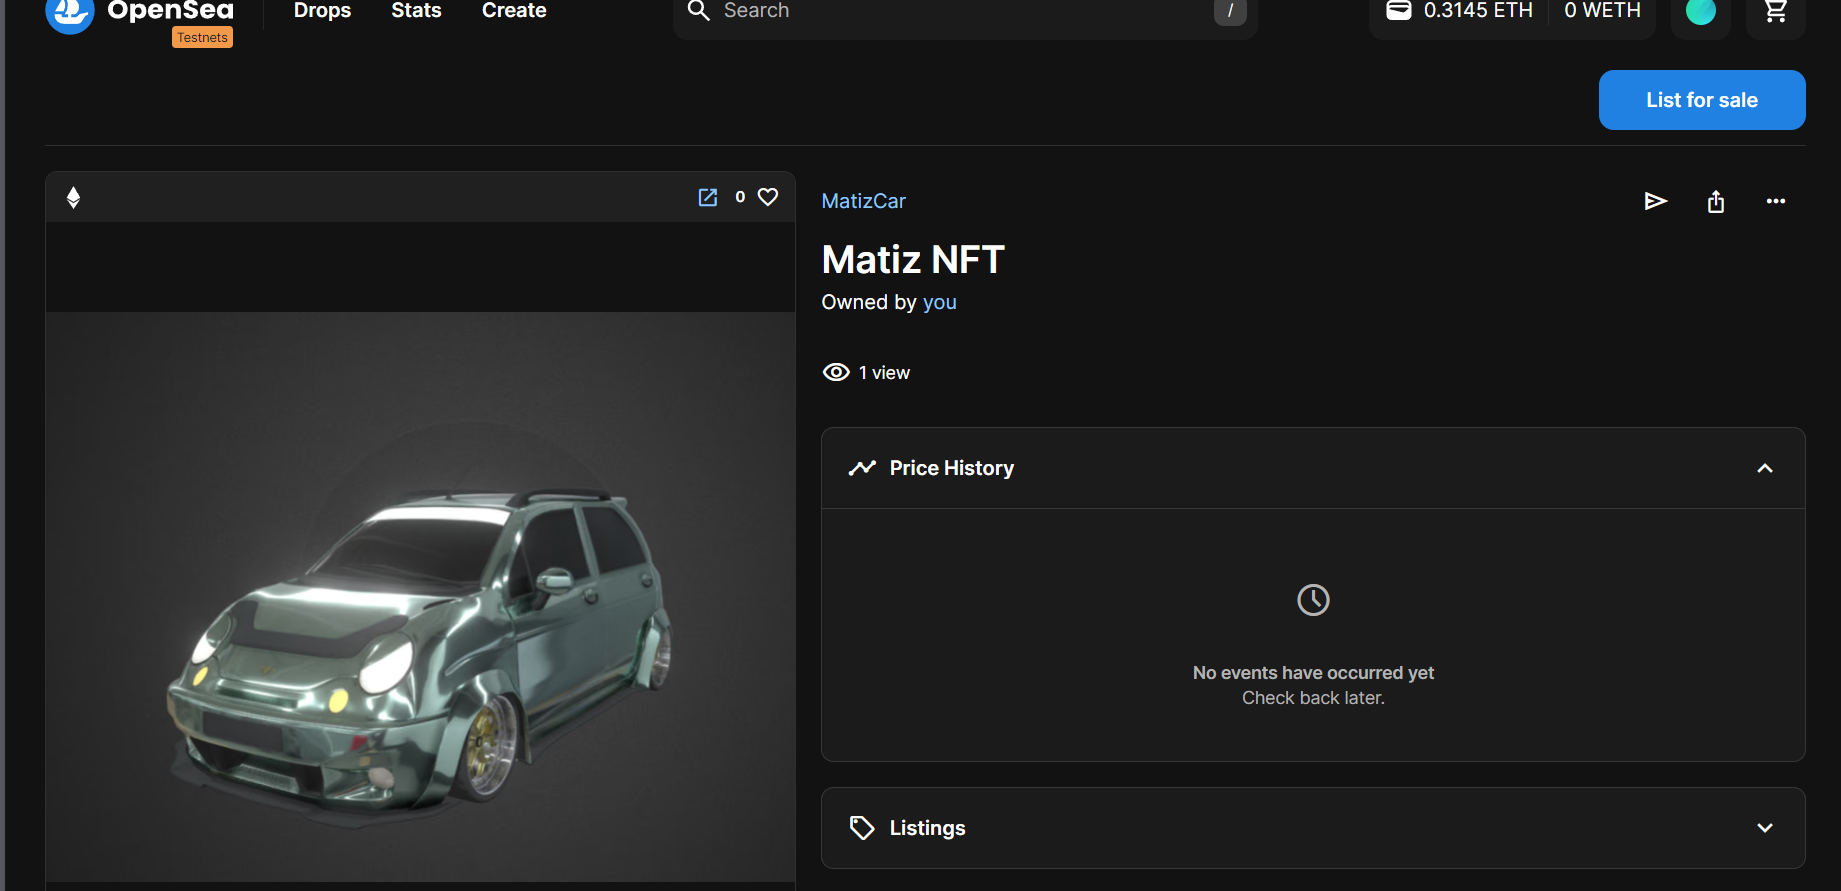 OpenSea
Testnets
Drops
Stats
Create
Search
/
0.3145 ETH
0 WETH
List for sale
0
MatizCar
Matiz NFT
Owned by you
1 view
Price History
No events have occurred yet
Check back later.
Listings